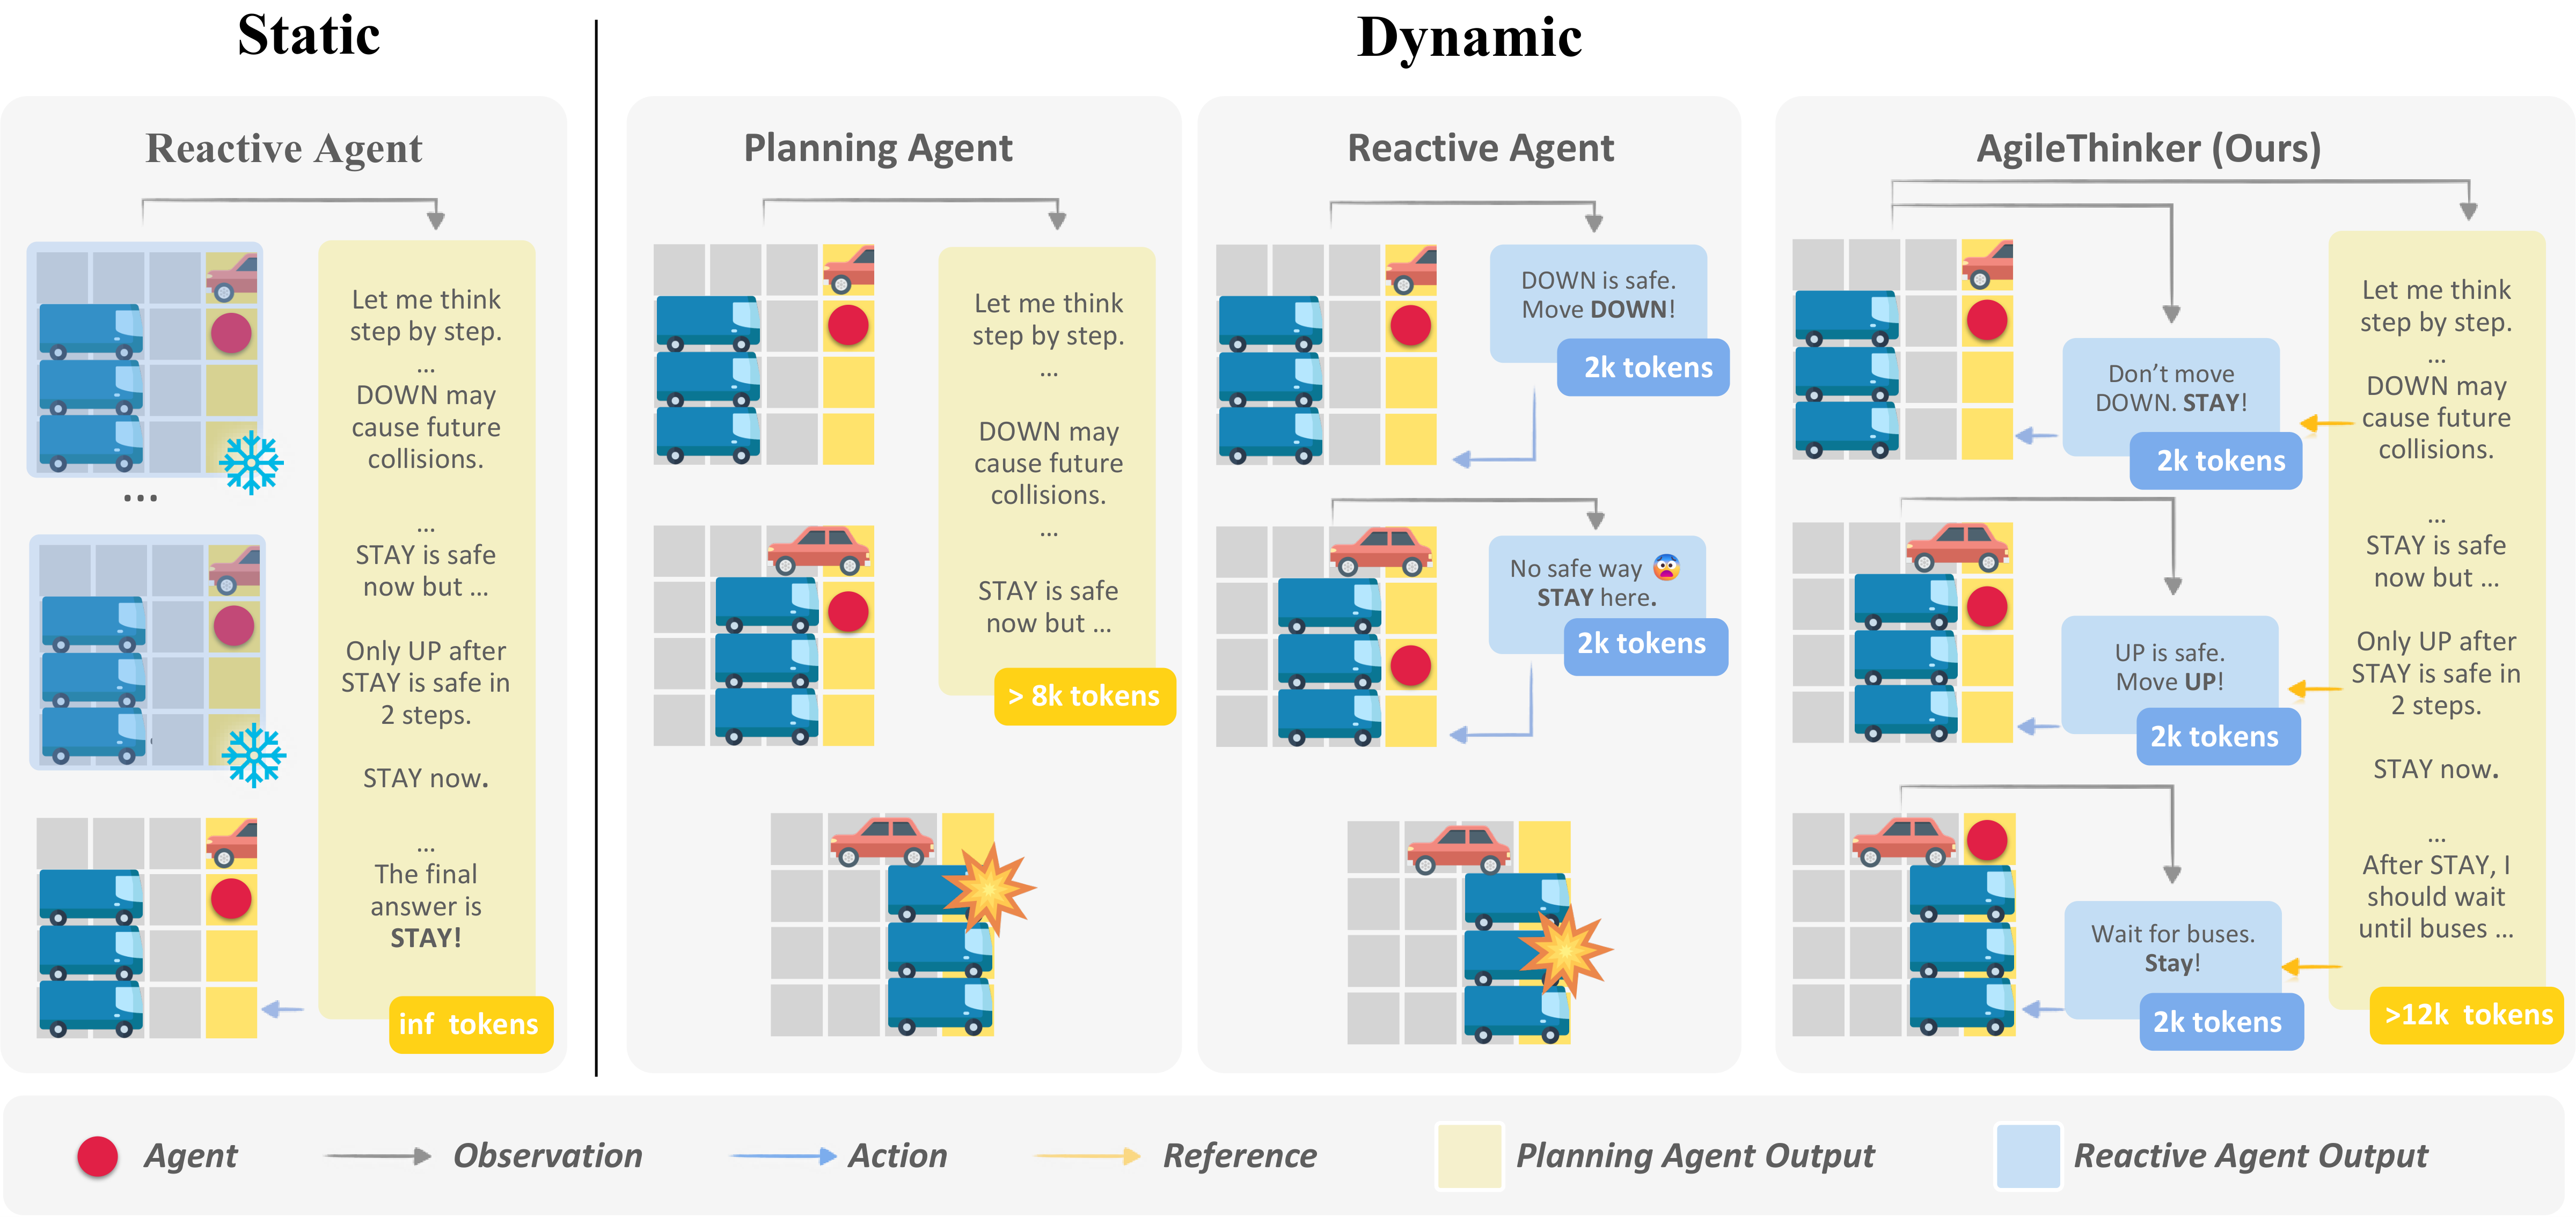 Static
Dynamic
Reactive Agent
Let me think
step by step.
...
DOWN may
cause future
collisions.
...
STAY is safe
now but ...
Only UP after
STAY is safe in
2 steps.
STAY now.
...
The final
answer is
STAY!
inf tokens
...
Planning Agent
Let me think
step by step.
...
DOWN may
cause future
collisions.
...
STAY is safe
now but ...
> 8k tokens
Reactive Agent
DOWN is safe.
Move DOWN!
2k tokens
No safe way 😨
STAY here.
2k tokens
AgileThinker (Ours)
Don’t move
DOWN. STAY!
2k tokens
UP is safe.
Move UP!
2k tokens
Wait for buses.
Stay!
2k tokens
Let me think
step by step.
...
DOWN may
cause future
collisions.
...
STAY is safe
now but ...
Only UP after
STAY is safe in
2 steps.
STAY now.
...
After STAY, I
should wait
until buses ...
>12k tokens
Agent
Observation
Action
Reference
Planning Agent Output
Reactive Agent Output